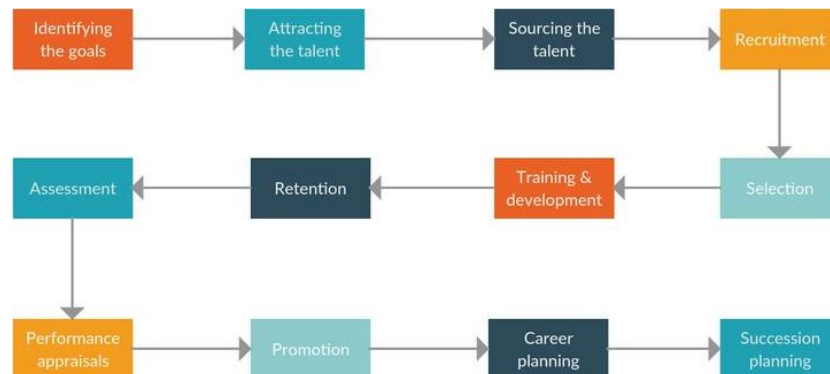 Identifying
the goals
Attracting
the talent
Sourcing the
talent
Recruitment
Selection
Training &
development
Retention
Assessment
Performance
appraisals
Promotion
Career
planning
Succession
planning